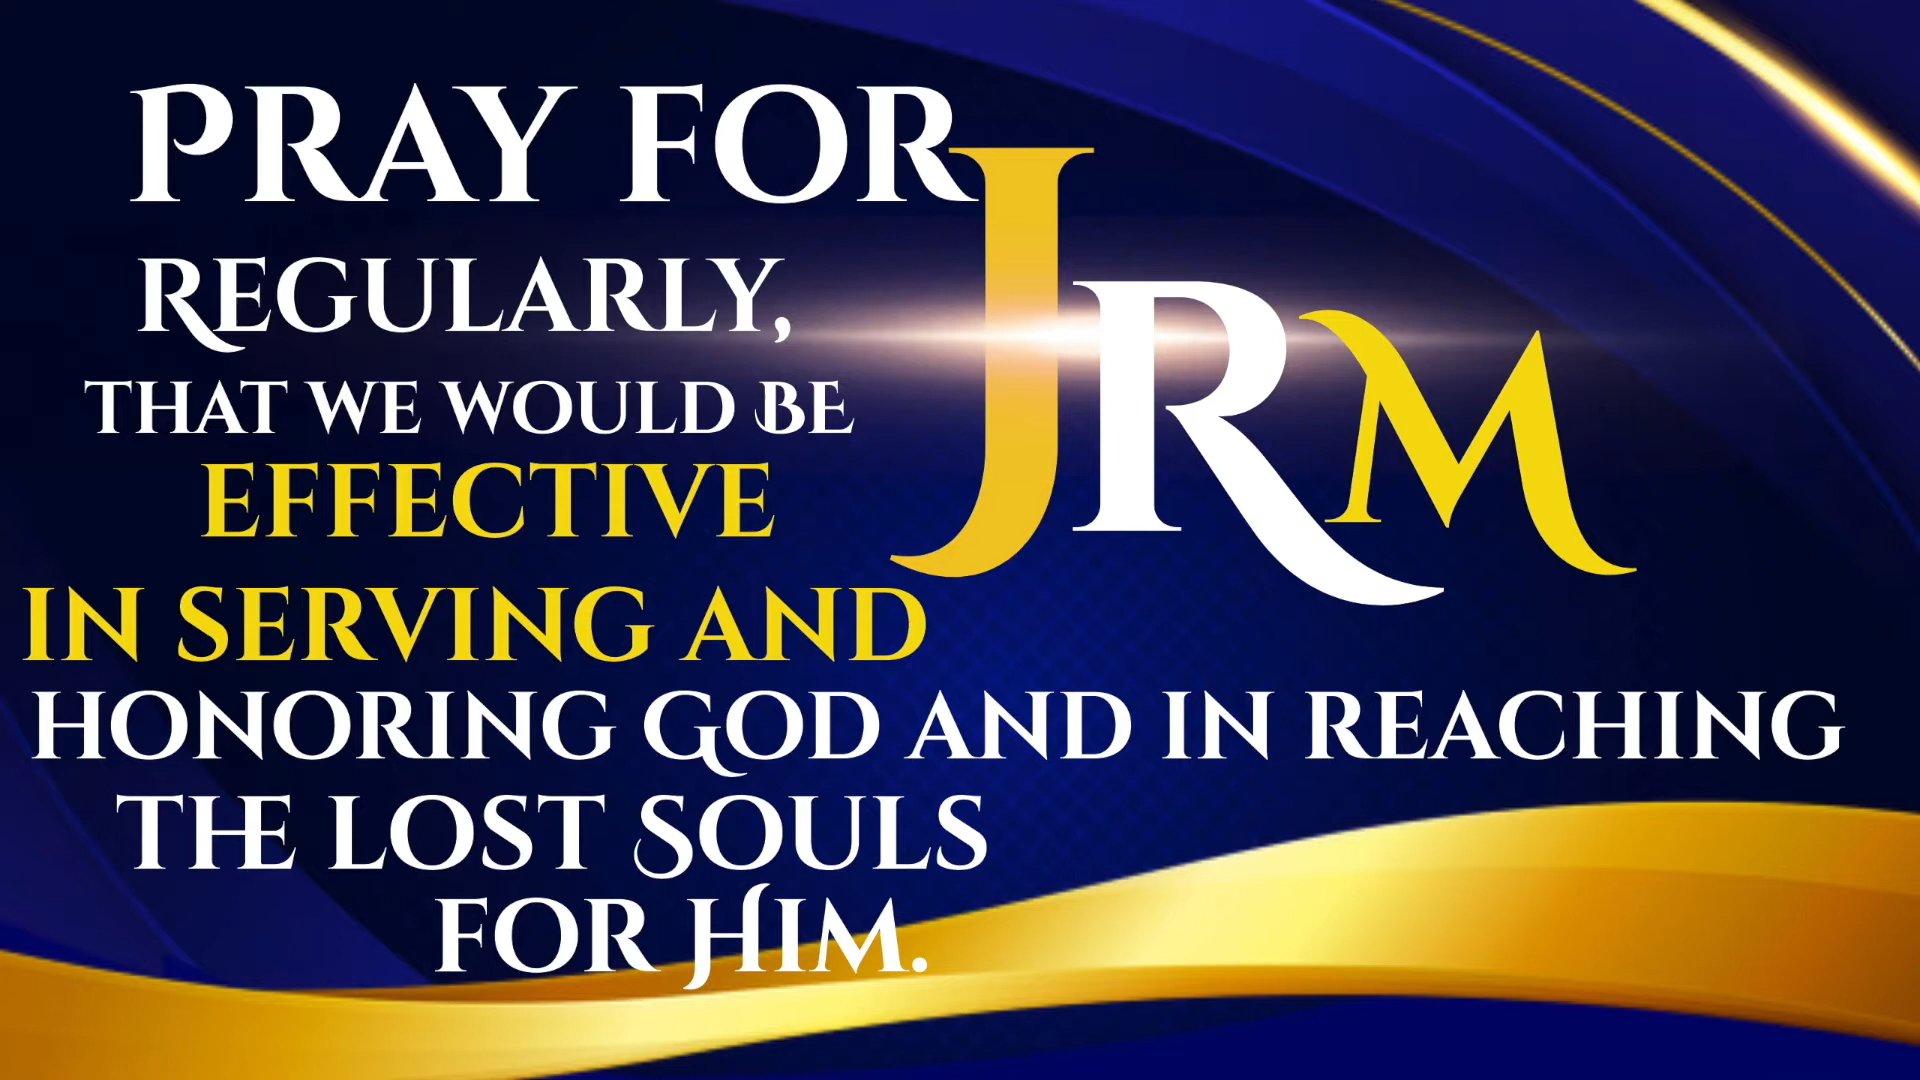 PRAY FOR
JRM
REGULARLY,
THAT WE WOULD BE
EFFECTIVE
IN SERVING AND
HONORING GOD AND IN REACHING
THE LOST SOULS
FOR HIM.